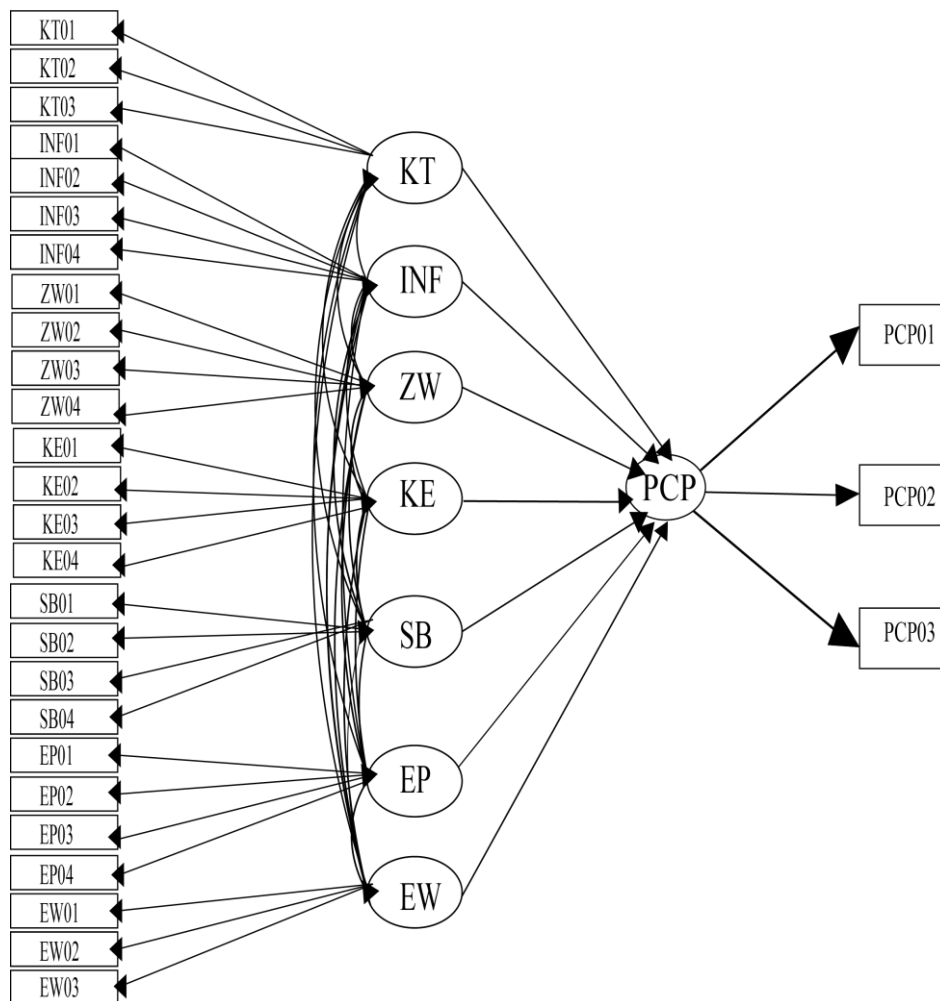 KT01
KT02
KT03
INF01
INF02
INF03
INF04
ZW01
ZW02
ZW03
ZW04
KE01
KE02
KE03
KE04
SB01
SB02
SB03
SB04
EP01
EP02
EP03
EP04
EW01
EW02
EW03
KT
INF
ZW
KE
SB
EP
EW
PCP
PCP01
PCP02
PCP03